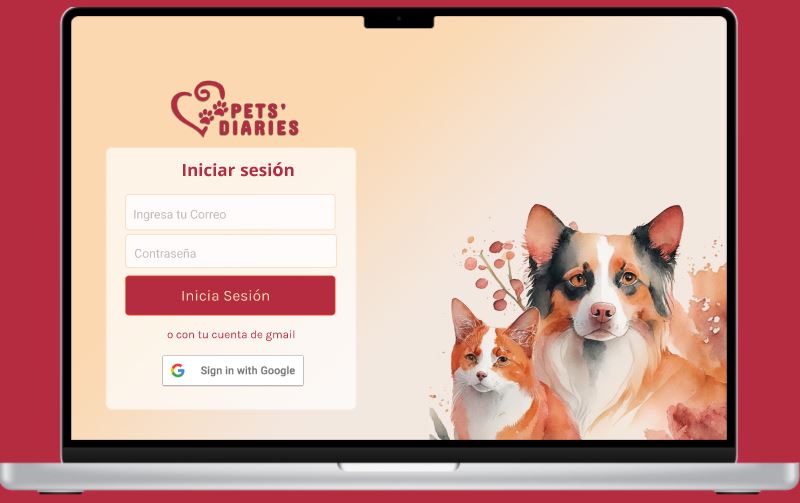 PETS'
DIARIES
Iniciar sesión
Ingresa tu Correo
Contraseña
Inicia Sesión
o con tu cuenta de gmail
Sign in with Google